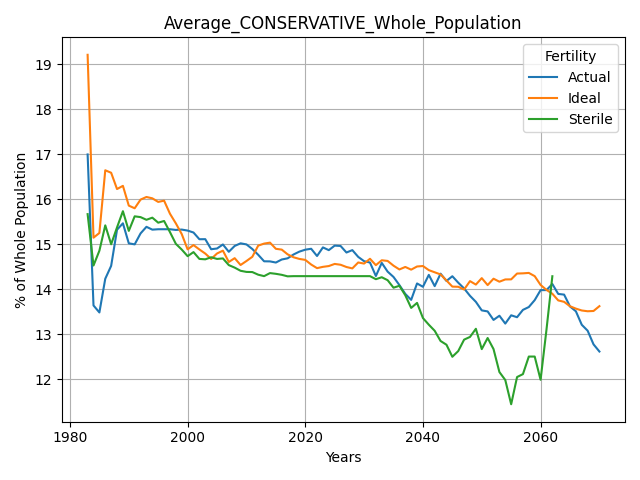 Average_CONSERVATIVE_Whole_Population
Fertility
Actual
Ideal
Sterile
% of Whole Population
19
18
17
16
15
14
13
12
1980
2000
2020
2040
2060
Years